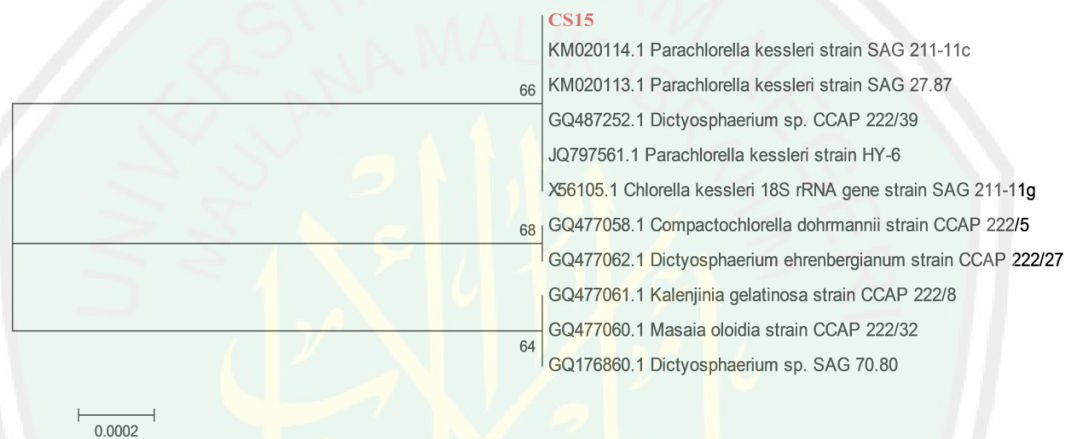 CS15
KM020114.1 Parachlorella kessleri strain SAG 211-11c
KM020113.1 Parachlorella kessleri strain SAG 27.87
66
GQ487252.1 Dictyosphaerium sp. CCAP 222/39
JQ797561.1 Parachlorella kessleri strain HY-6
X56105.1 Chlorella kessleri 18S rRNA gene strain SAG 211-11g
68
GQ477058.1 Compactochlorella dohrmannii strain CCAP 222/5
GQ477062.1 Dictyosphaerium ehrenbergianum strain CCAP 222/27
GQ477061.1 Kalenjinia gelatinosa strain CCAP 222/8
GQ477060.1 Masaia oloidia strain CCAP 222/32
64
GQ176860.1 Dictyosphaerium sp. SAG 70.80
0.0002